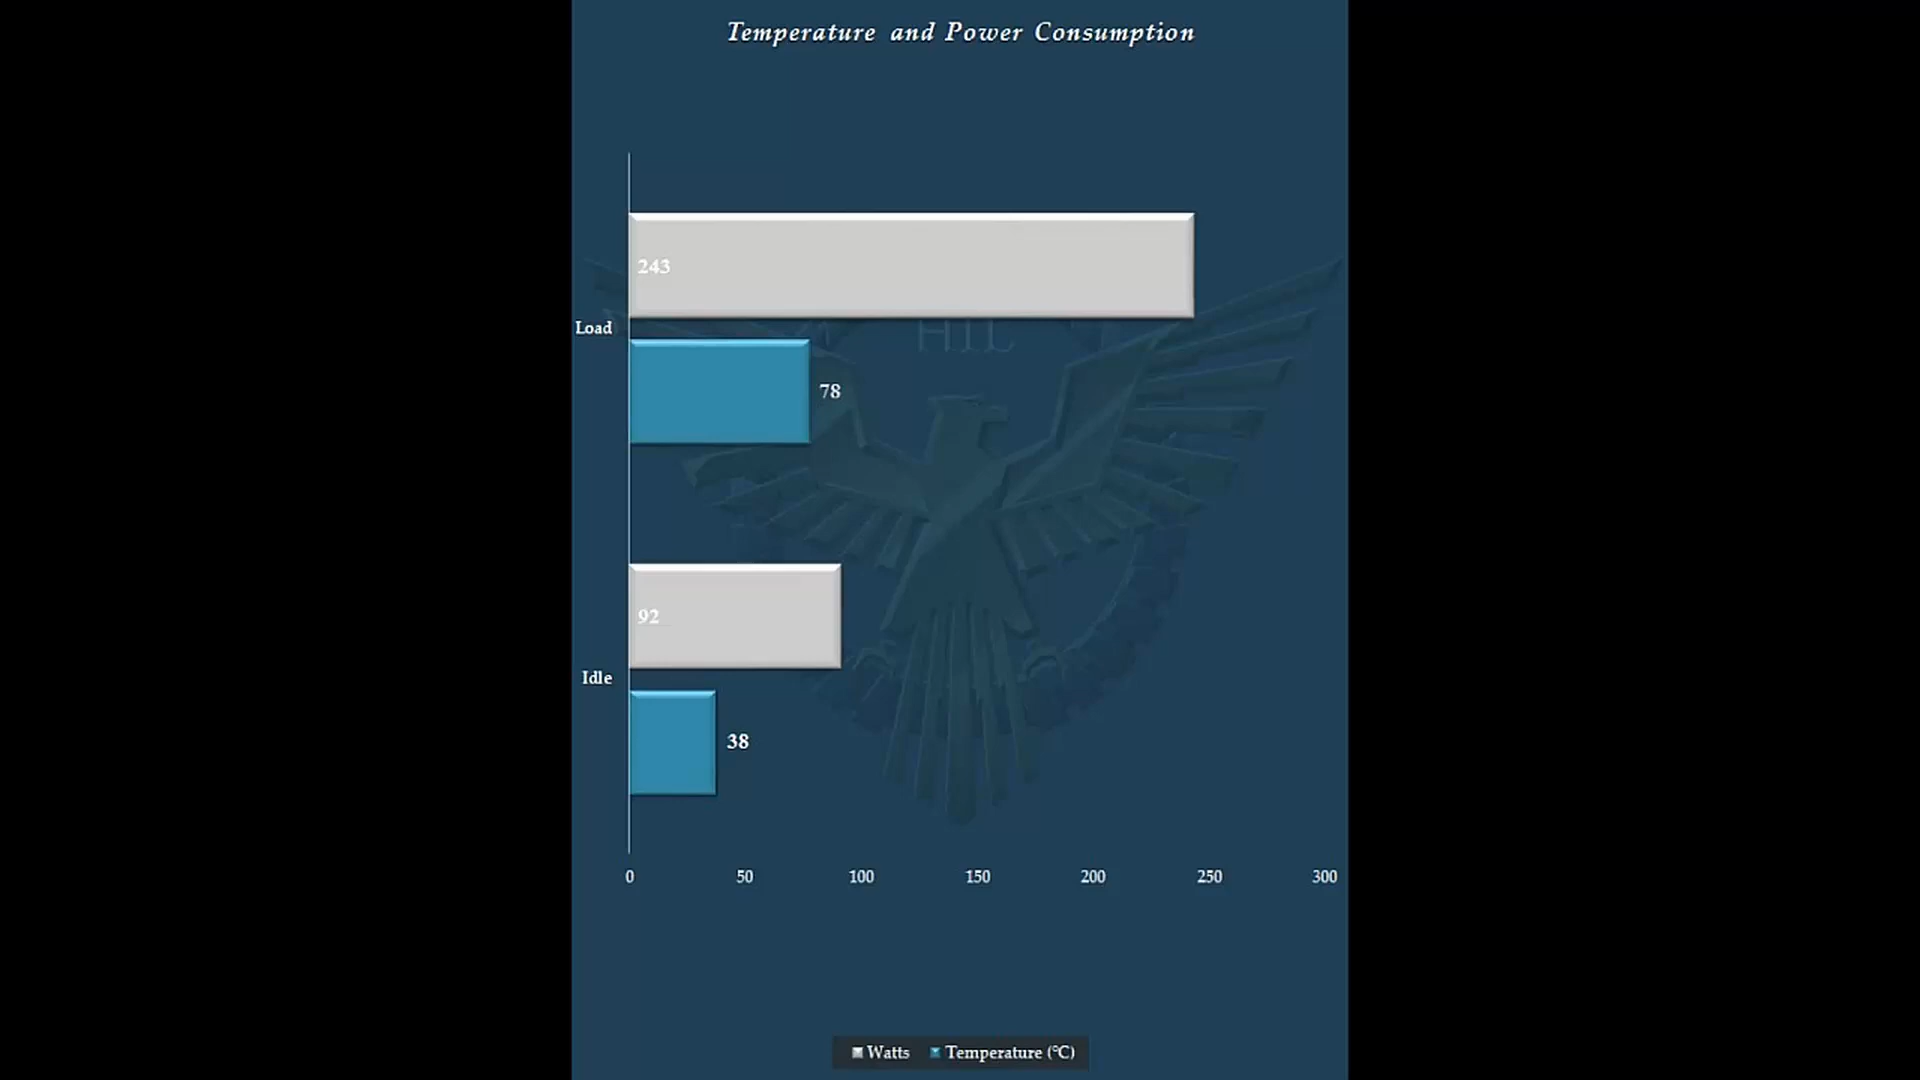 Temperature and Power Consumption
243
Load
78
HIL
92
Idle
38
0 50 100 150 200 250 300
Watts Temperature (°C)